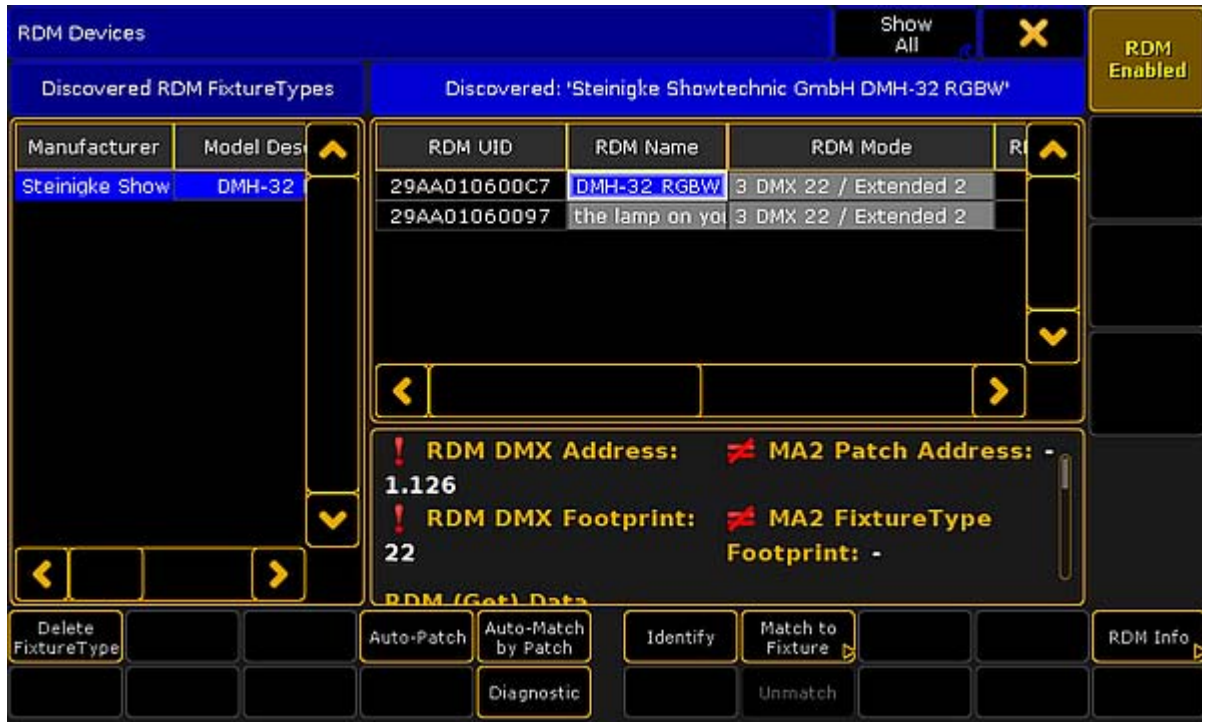 RDM Devices
Show
All
RDM
Enabled
Discovered RDM FixtureTypes
Discovered: 'Steinigke Showtechnic GmbH DMH-32 RGBW'
Manufacturer Model Des
RDM UID RDM Name RDM Mode R
Steinigke Show DMH-32
29AA010600C7 DMH-32 RGBW 3 DMX 22 / Extended 2
29AA01060097 the lamp on you 3 DMX 22 / Extended 2
! RDM DMX Address: ≠ MA2 Patch Address: -
1.126
! RDM DMX Footprint: ≠ MA2 FixtureType
22 Footprint: -
RDM (Get) Data
Delete
FixtureType
Auto-Patch
Auto-Match
by Patch
Identify
Match to
Fixture
RDM Info
Diagnostic
Unmatch